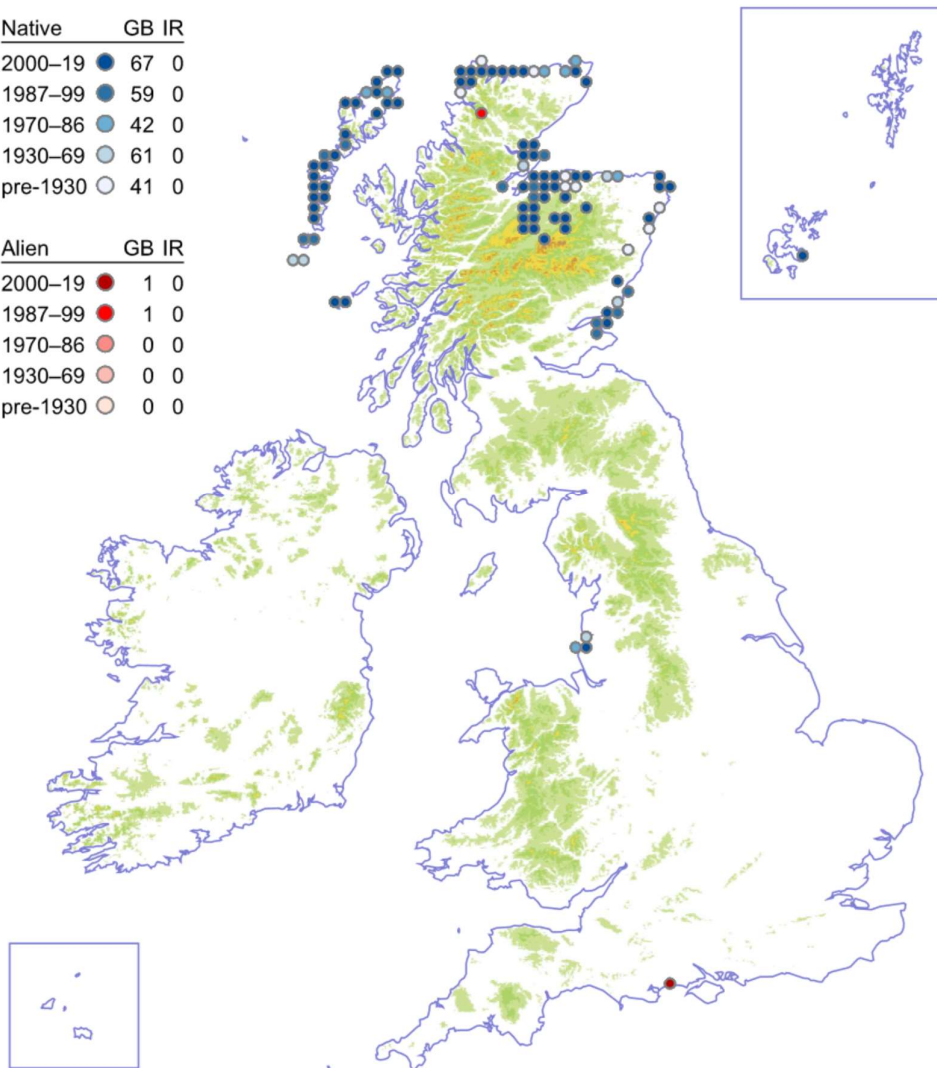 Native GB IR
2000–19 67 0
1987–99 59 0
1970–86 42 0
1930–69 61 0
pre-1930 41 0
Alien GB IR
2000–19 1 0
1987–99 1 0
1970–86 0 0
1930–69 0 0
pre-1930 0 0